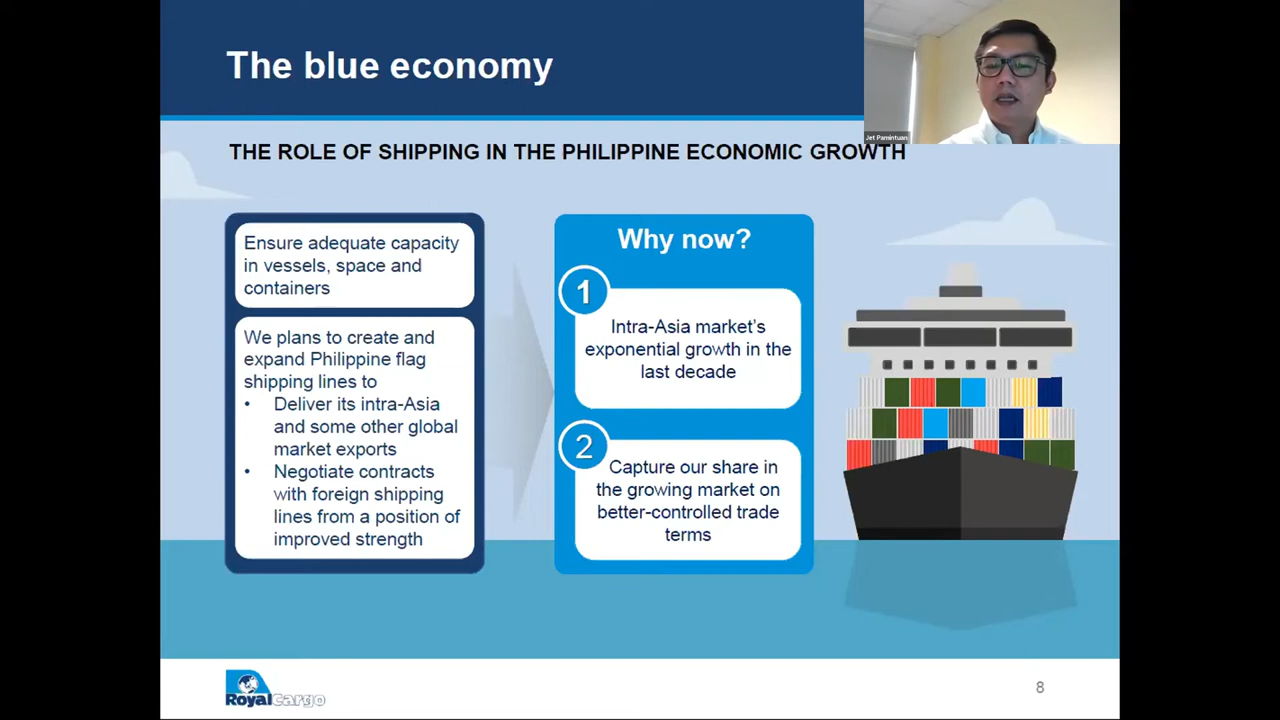 The blue economy
Jet Pamintuan
THE ROLE OF SHIPPING IN THE PHILIPPINE ECONOMIC GROWTH
Ensure adequate capacity
in vessels, space and
containers
We plans to create and
expand Philippine flag
shipping lines to
• Deliver its intra-Asia
and some other global
market exports
• Negotiate contracts
with foreign shipping
lines from a position of
improved strength
Why now?
1
Intra-Asia market's
exponential growth in the
last decade
2
Capture our share in
the growing market on
better-controlled trade
terms
RoyalCargo
8